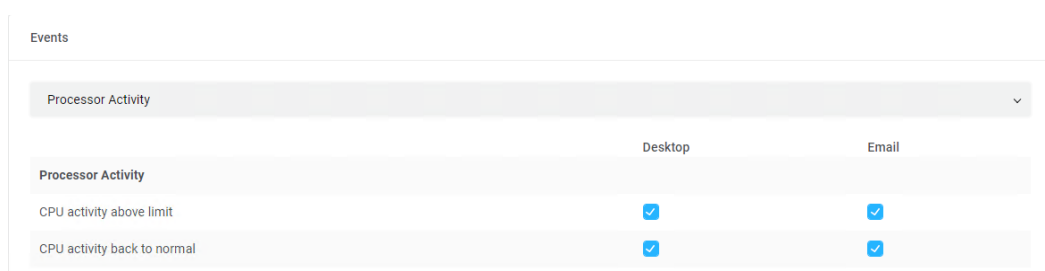 Events
Processor Activity
Desktop Email
Processor Activity
CPU activity above limit
CPU activity back to normal